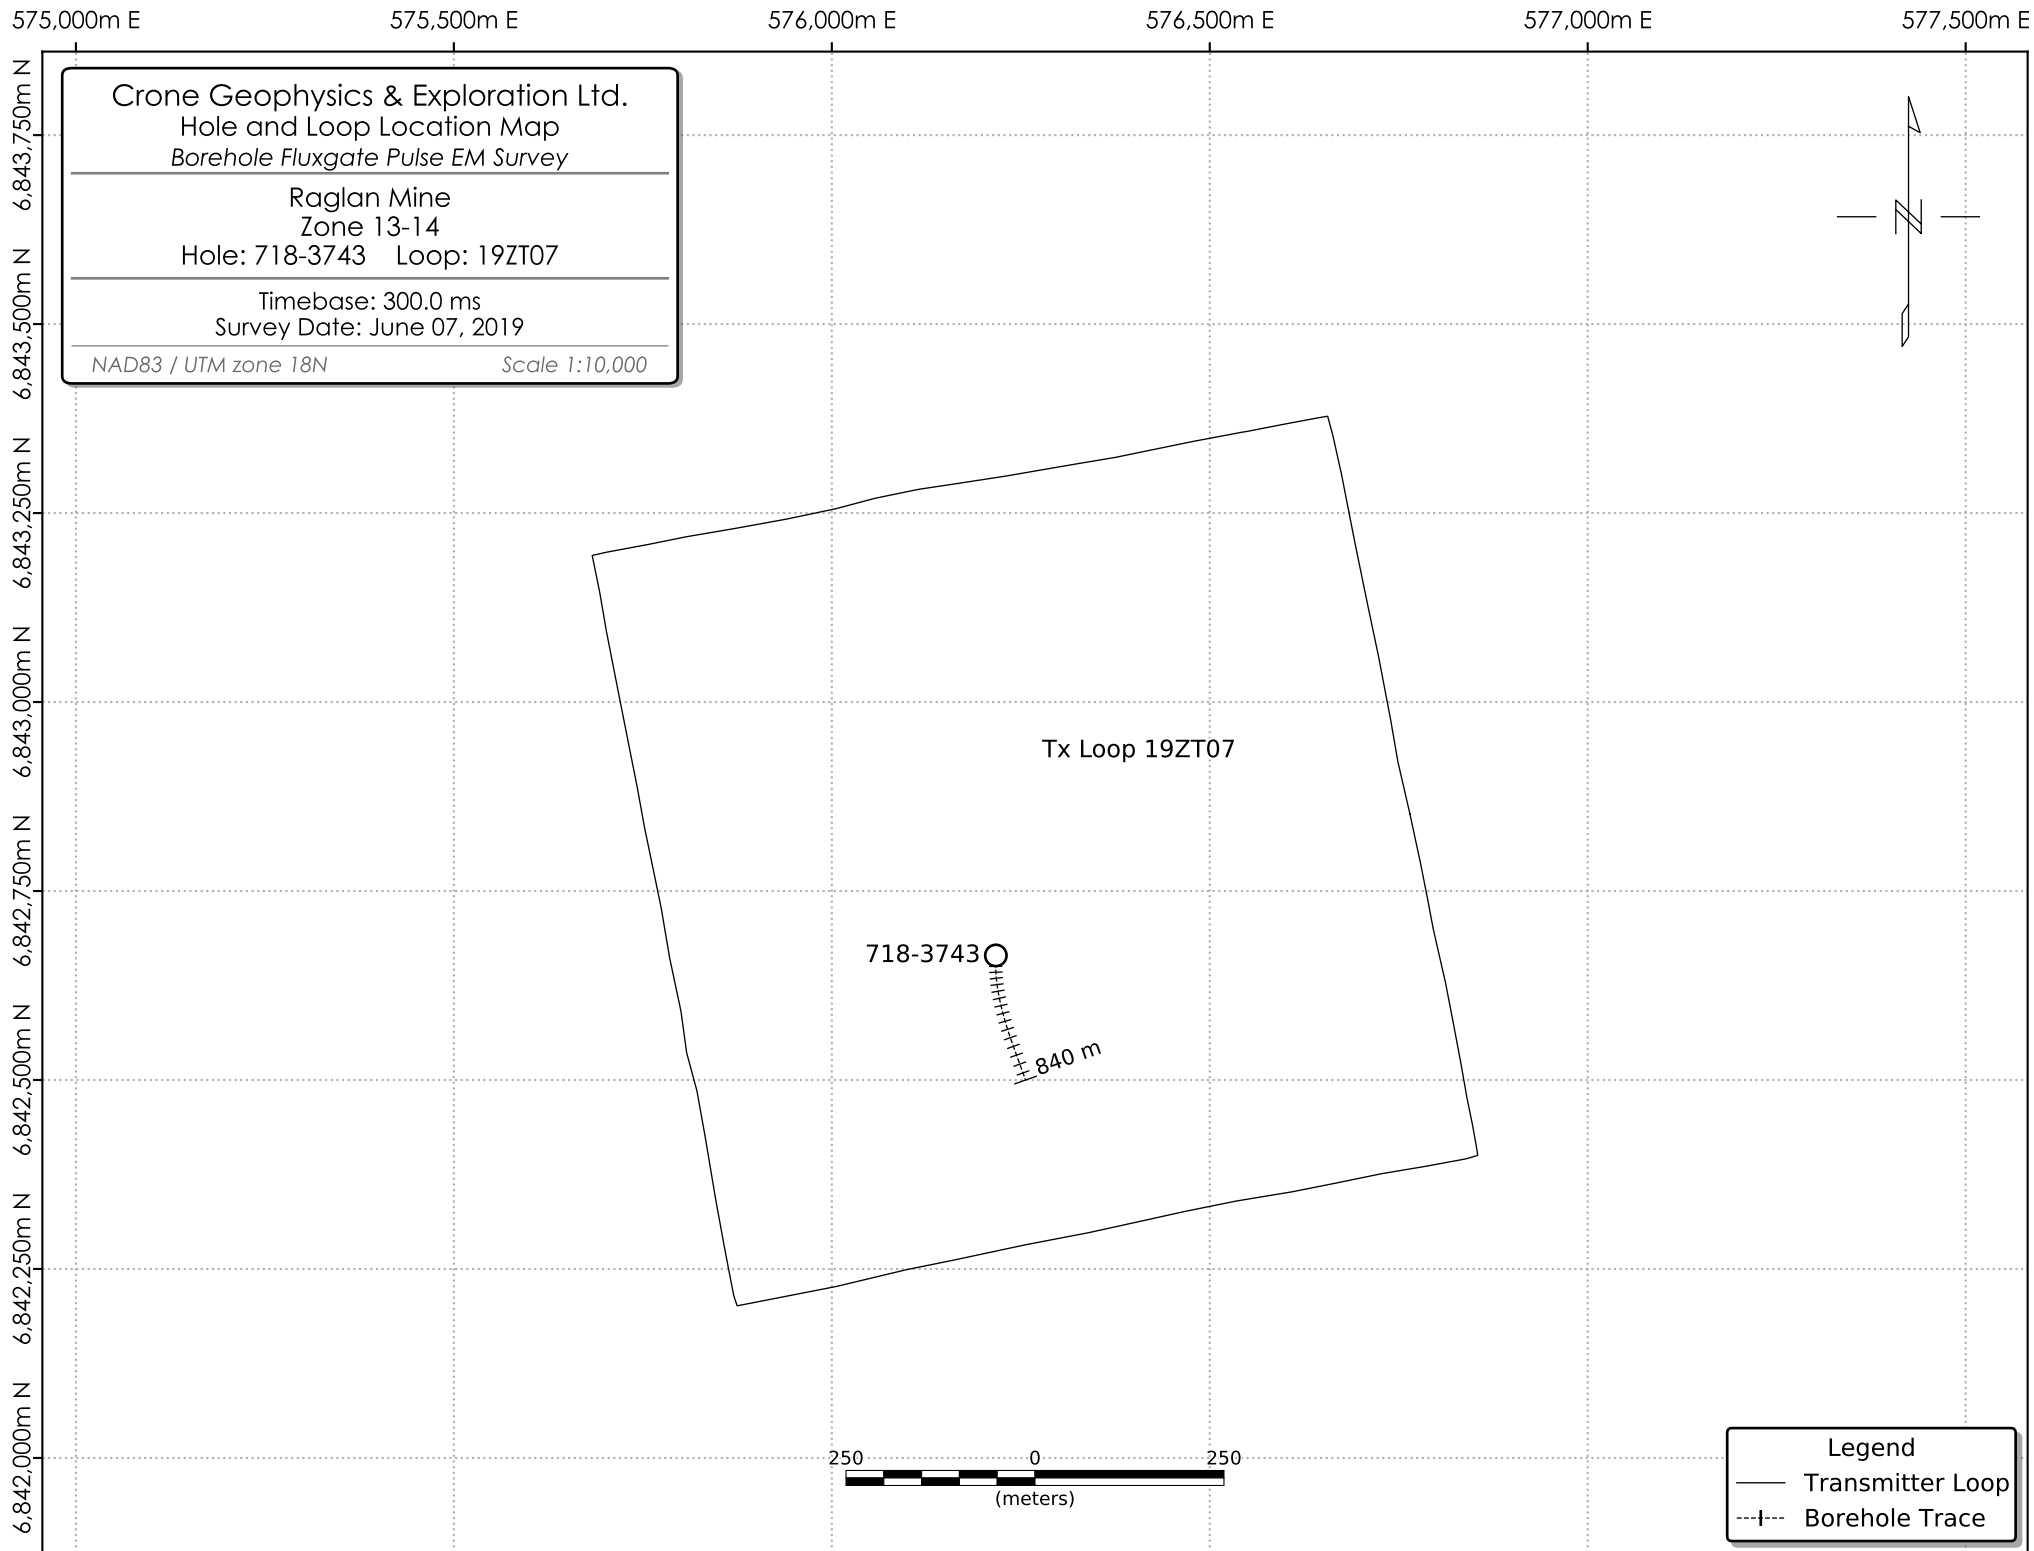 575,000m E 575,500m E 576,000m E 576,500m E 577,000m E 577,500m E
6,843,750m N
6,843,500m N
6,843,250m N
6,843,000m N
6,842,750m N
6,842,500m N
6,842,250m N
6,842,000m N
Crone Geophysics & Exploration Ltd.
Hole and Loop Location Map
Borehole Fluxgate Pulse EM Survey
Raglan Mine
Zone 13-14
Hole: 718-3743 Loop: 19ZT07
Timebase: 300.0 ms
Survey Date: June 07, 2019
NAD83 / UTM zone 18N Scale 1:10,000
N
Tx Loop 19ZT07
718-3743
840 m
250 0 250
(meters)
Legend
Transmitter Loop
Borehole Trace